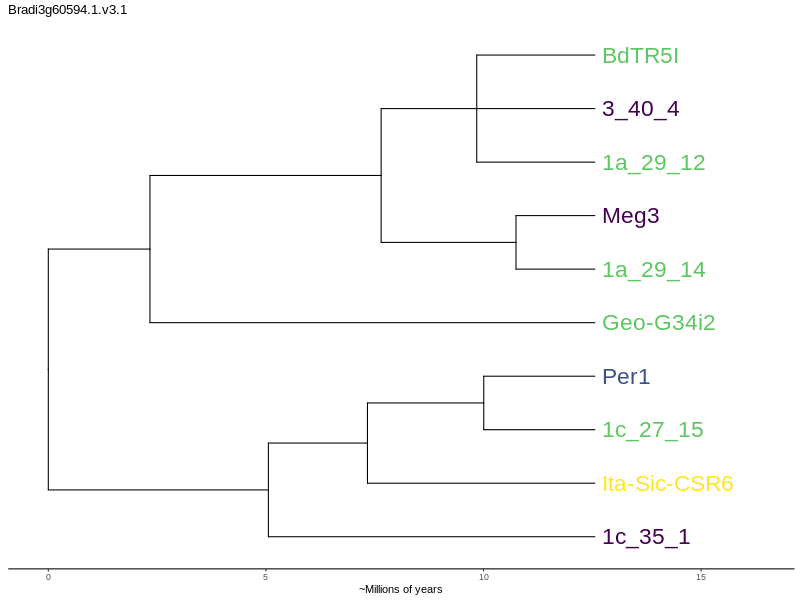 Bradi3g60594.1.v3.1
BdTR5I
3_40_4
1a_29_12
Meg3
1a_29_14
Geo-G34i2
Per1
1c_27_15
Ita-Sic-CSR6
1c_35_1
0 5 10 15
~Millions of years